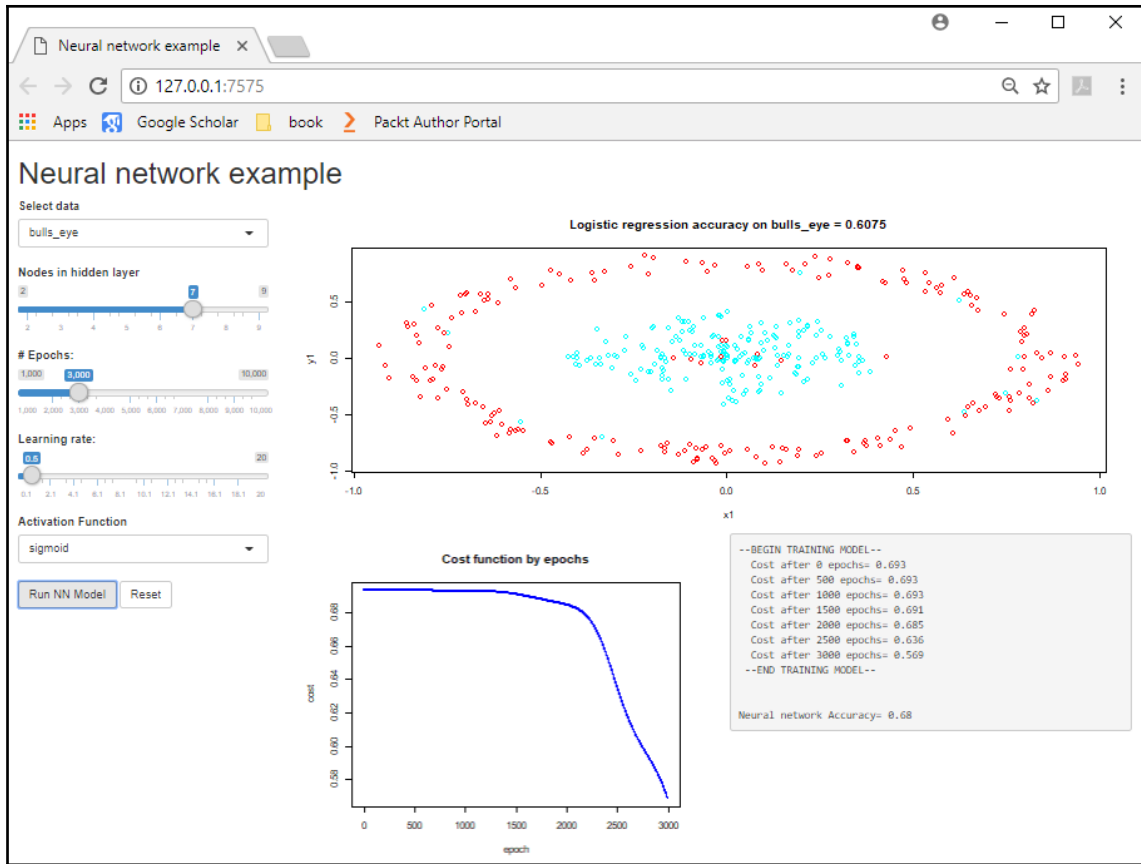 Neural network example
127.0.0.1:7575
Apps Google Scholar book Packt Author Portal
Neural network example
Select data
bulls_eye
Nodes in hidden layer
2 7 9
2 3 4 5 6 7 8 9
# Epochs:
1,000 3,000 10,000
1,000 2,000 3,000 4,000 5,000 6,000 7,000 8,000 9,000 10,000
Learning rate:
0.5 20
0.1 2.1 4.1 6.1 8.1 10.1 12.1 14.1 16.1 18.1 20
Activation Function
sigmoid
Run NN Model Reset
Logistic regression accuracy on bulls_eye = 0.6075
y1
0.5
0.0
-0.5
-1.0
-1.0 -0.5 0.0 0.5 1.0
x1
Cost function by epochs
cost
0.68
0.66
0.64
0.62
0.60
0.58
0 500 1000 1500 2000 2500 3000
epoch
--BEGIN TRAINING MODEL--
Cost after 0 epochs= 0.693
Cost after 500 epochs= 0.693
Cost after 1000 epochs= 0.693
Cost after 1500 epochs= 0.691
Cost after 2000 epochs= 0.685
Cost after 2500 epochs= 0.636
Cost after 3000 epochs= 0.569
--END TRAINING MODEL--
Neural network Accuracy= 0.68